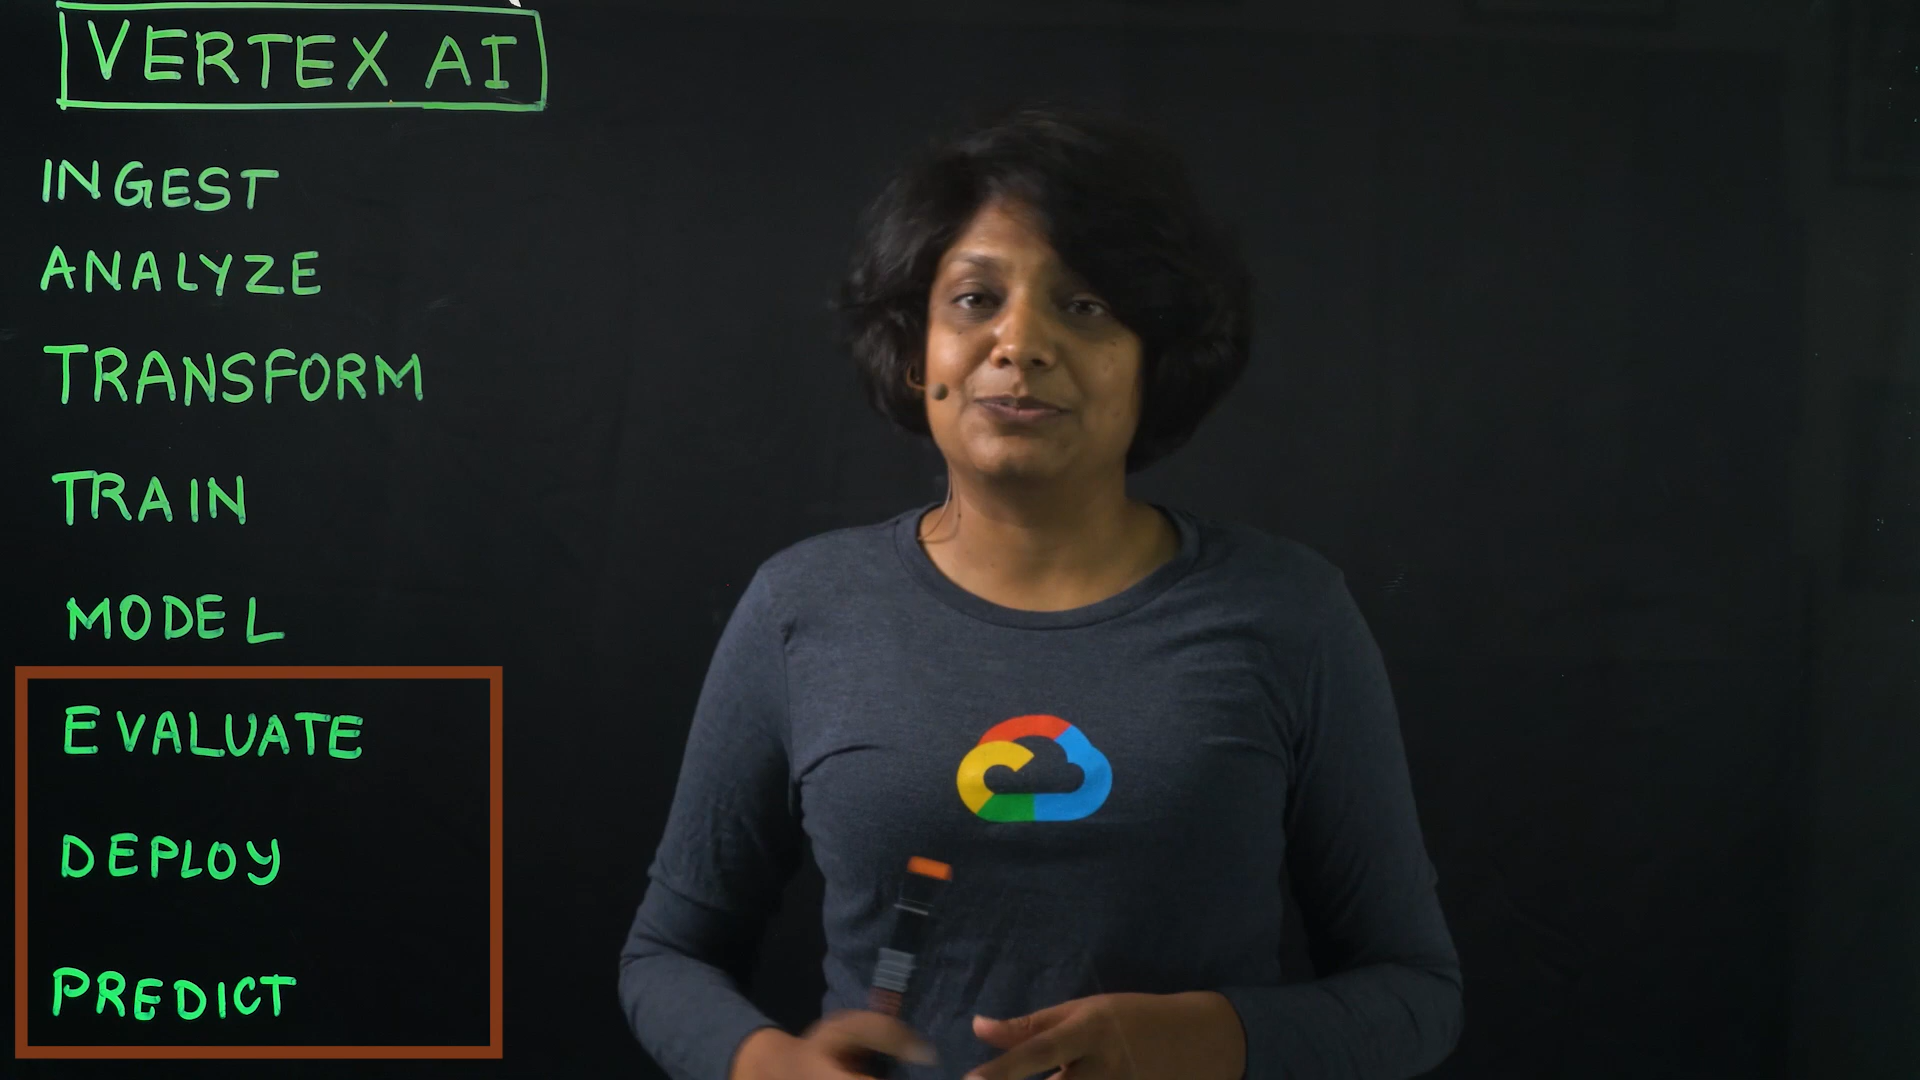 VERTEX AI
INGEST
ANALYZE
TRANSFORM
TRAIN
MODEL
EVALUATE
DEPLOY
PREDICT